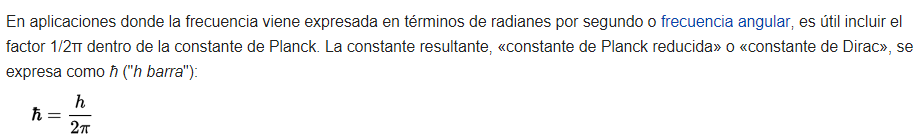 En aplicaciones donde la frecuencia viene expresada en términos de radianes por segundo o frecuencia angular, es útil incluir el
factor 1/2π dentro de la constante de Planck. La constante resultante, «constante de Planck reducida» o «constante de Dirac», se
expresa como ħ ("h barra"):
ħ = h/2π